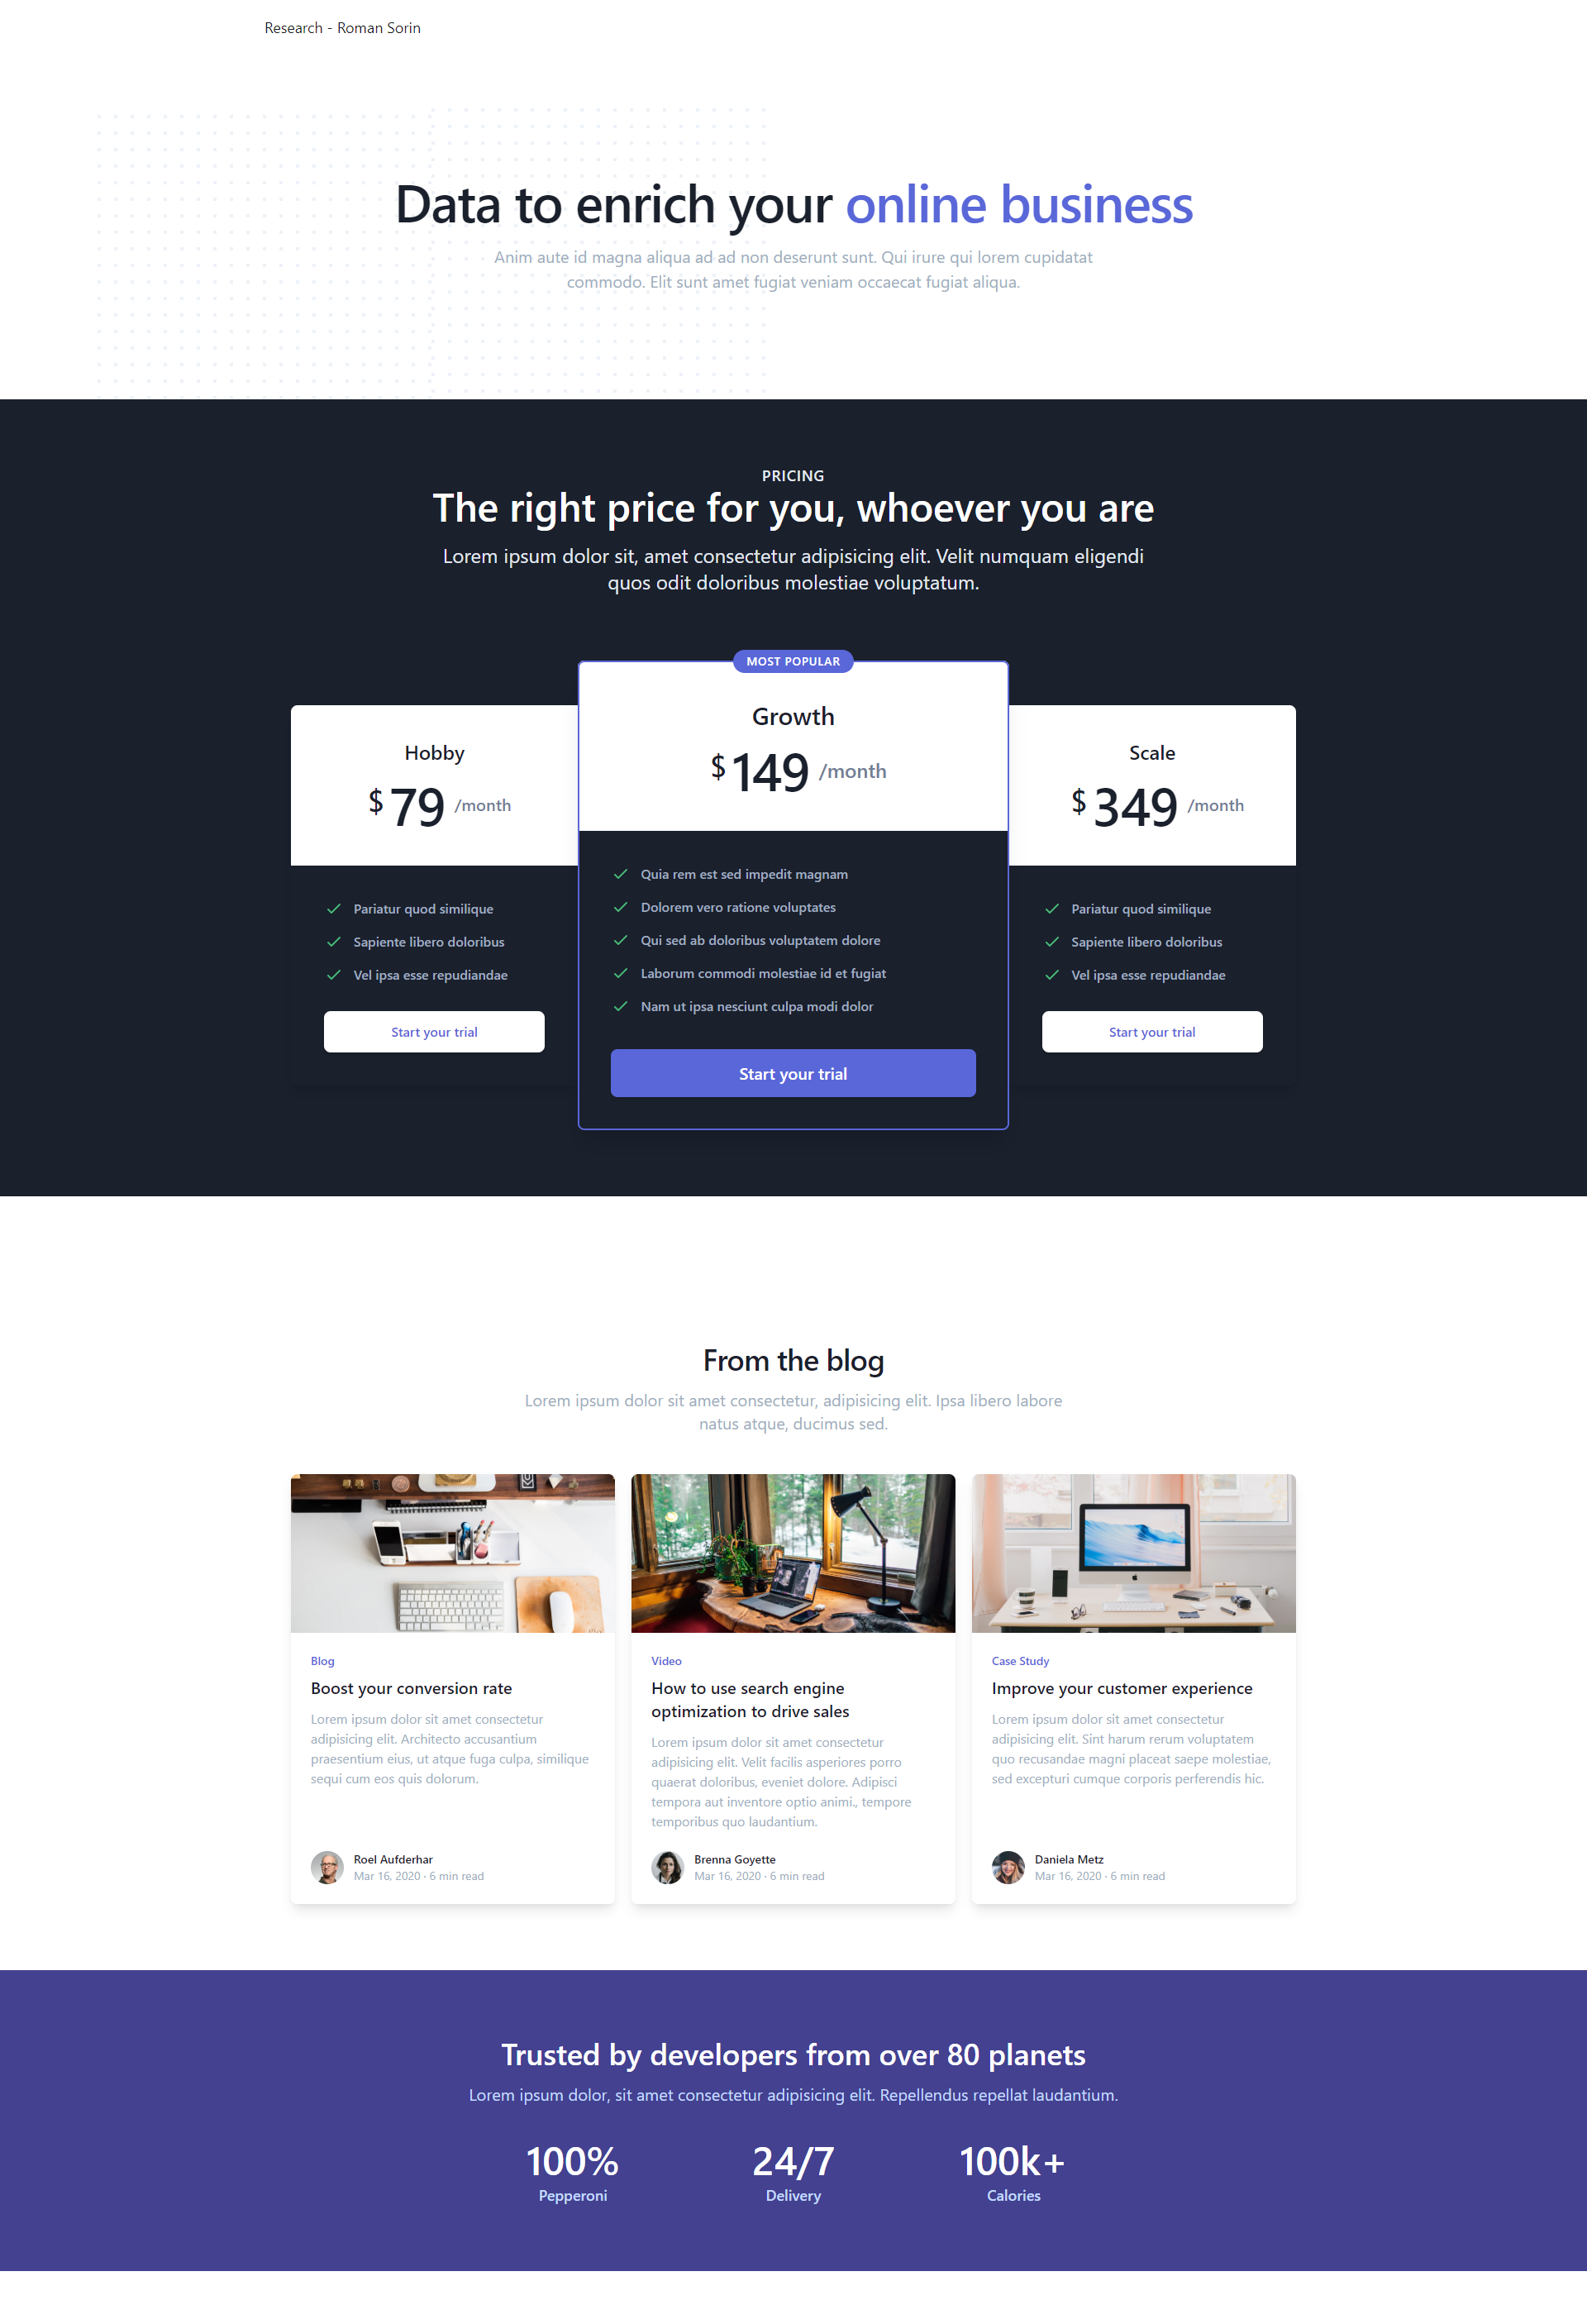 Research - Roman Sorin
Data to enrich your online business
Anim aute id magna aliqua ad ad non deserunt sunt. Qui irure qui lorem cupidatat
commodo. Elit sunt amet fugiat veniam occaecat fugiat aliqua.
PRICING
The right price for you, whoever you are
Lorem ipsum dolor sit, amet consectetur adipisicing elit. Velit numquam eligendi
quos odit doloribus molestiae voluptatum.
Hobby
$ 79 /month
Pariatur quod similique
Sapiente libero doloribus
Vel ipsa esse repudiandae
Start your trial
MOST POPULAR
Growth
$ 149 /month
Quia rem est sed impedit magnam
Dolorem vero ratione voluptates
Qui sed ab doloribus voluptatem dolore
Laborum commodi molestiae id et fugiat
Nam ut ipsa nesciunt culpa modi dolor
Start your trial
Scale
$ 349 /month
Pariatur quod similique
Sapiente libero doloribus
Vel ipsa esse repudiandae
Start your trial
From the blog
Lorem ipsum dolor sit amet consectetur, adipisicing elit. Ipsa libero labore
natus atque, ducimus sed.
Blog
Boost your conversion rate
Lorem ipsum dolor sit amet consectetur
adipisicing elit. Architecto accusantium
praesentium eius, ut atque fuga culpa, similique
sequi cum eos quis dolorum.
Roel Aufderhar
Mar 16, 2020 · 6 min read
Video
How to use search engine
optimization to drive sales
Lorem ipsum dolor sit amet consectetur
adipisicing elit. Velit facilis asperiores porro
quaerat doloribus, eveniet dolore. Adipisci
tempora aut inventore optio animi., tempore
temporibus quo laudantium.
Brenna Goyette
Mar 16, 2020 · 6 min read
Case Study
Improve your customer experience
Lorem ipsum dolor sit amet consectetur
adipisicing elit. Sint harum rerum voluptatem
quo recusandae magni placeat saepe molestiae,
sed excepturi cumque corporis perferendis hic.
Daniela Metz
Mar 16, 2020 · 6 min read
Trusted by developers from over 80 planets
Lorem ipsum dolor, sit amet consectetur adipisicing elit. Repellendus repellat laudantium.
100%
Pepperoni
24/7
Delivery
100k+
Calories